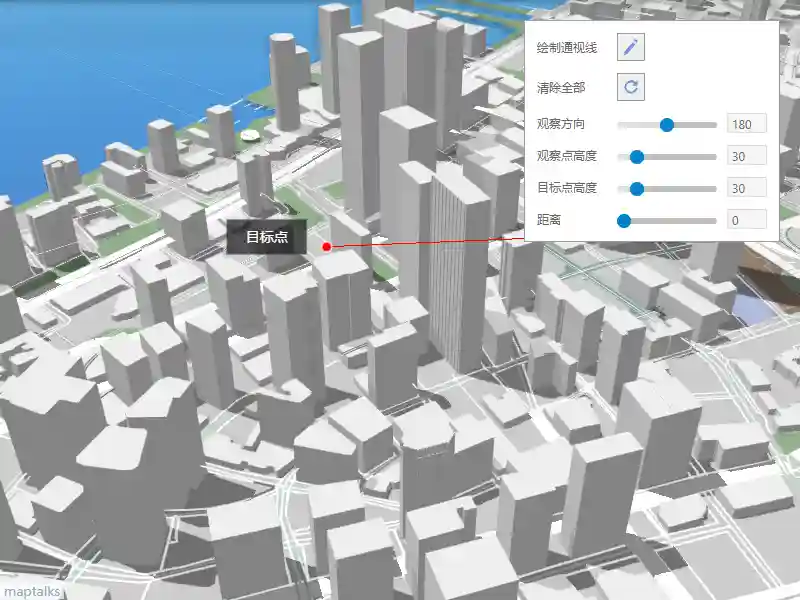 绘制通视线
清除全部
观察方向 180
观察点高度 30
目标点高度 30
距离 0
目标点
maptalks